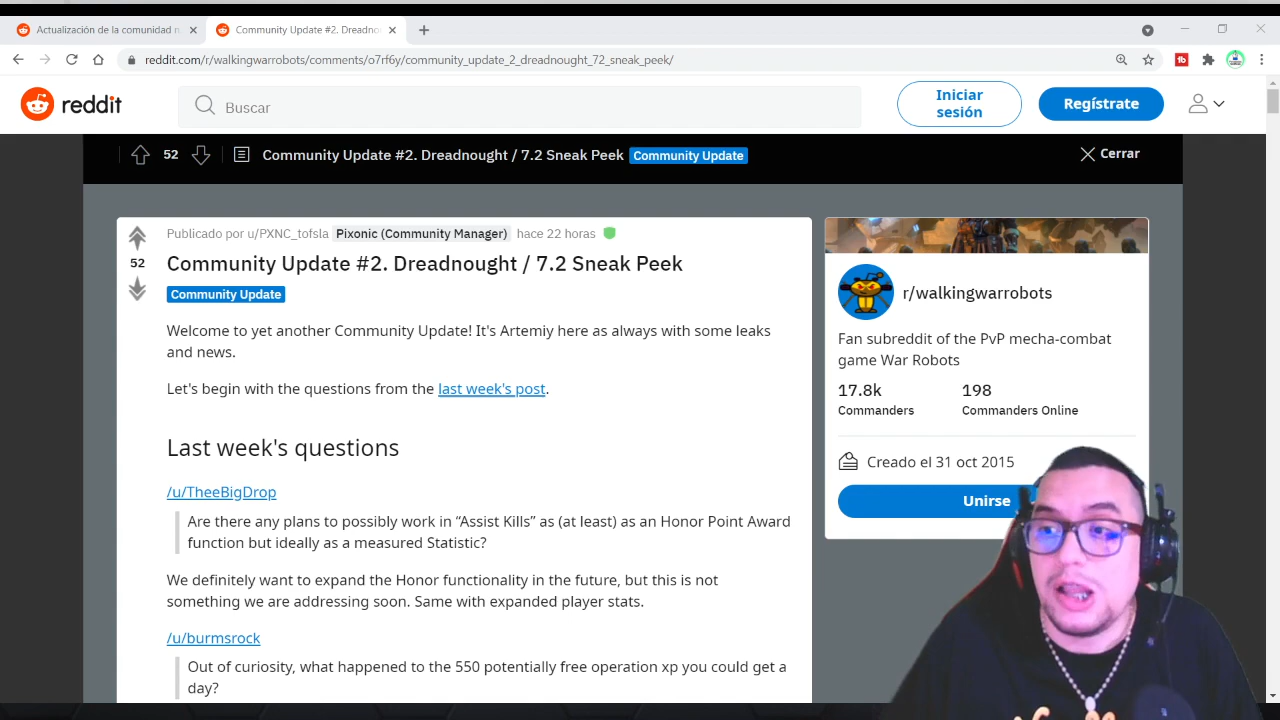 Actualización de la comunidad n
Community Update #2. Dreadno
reddit.com/r/walkingwarrobots/comments/o7rf6y/community_update_2_dreadnought_72_sneak_peek/
reddit
Buscar
Iniciar sesión
Regístrate
52
Community Update #2. Dreadnought / 7.2 Sneak Peek Community Update
Cerrar
Publicado por u/PXNC_tofsla Pixonic (Community Manager) hace 22 horas
52
Community Update #2. Dreadnought / 7.2 Sneak Peek
Community Update
Welcome to yet another Community Update! It's Artemiy here as always with some leaks
and news.
Let's begin with the questions from the last week's post.
Last week's questions
/u/TheeBigDrop
Are there any plans to possibly work in “Assist Kills” as (at least) as an Honor Point Award
function but ideally as a measured Statistic?
We definitely want to expand the Honor functionality in the future, but this is not
something we are addressing soon. Same with expanded player stats.
/u/burmsrock
Out of curiosity, what happened to the 550 potentially free operation xp you could get a
day?
r/walkingwarrobots
Fan subreddit of the PvP mecha-combat
game War Robots
17.8k 198
Commanders Commanders Online
Creado el 31 oct 2015
Unirse